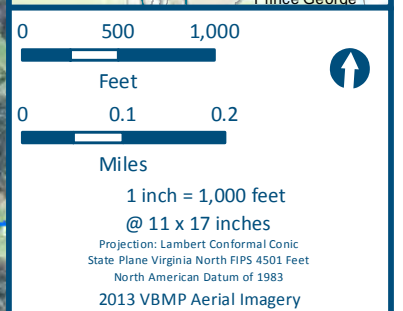 Prince George
0 500 1,000
Feet
0 0.1 0.2
Miles
1 inch = 1,000 feet
@ 11 x 17 inches
Projection: Lambert Conformal Conic
State Plane Virginia North FIPS 4501 Feet
North American Datum of 1983
2013 VBMP Aerial Imagery